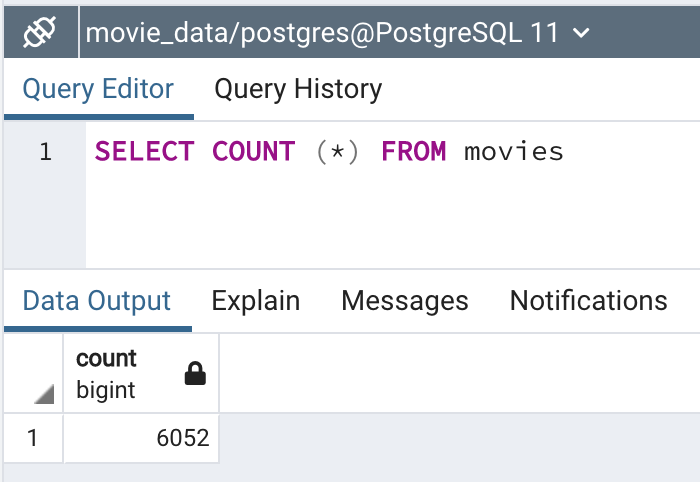 movie_data/postgres@PostgreSQL 11
Query Editor Query History
1 SELECT COUNT (*) FROM movies
Data Output Explain Messages Notifications
count
bigint
1 6052